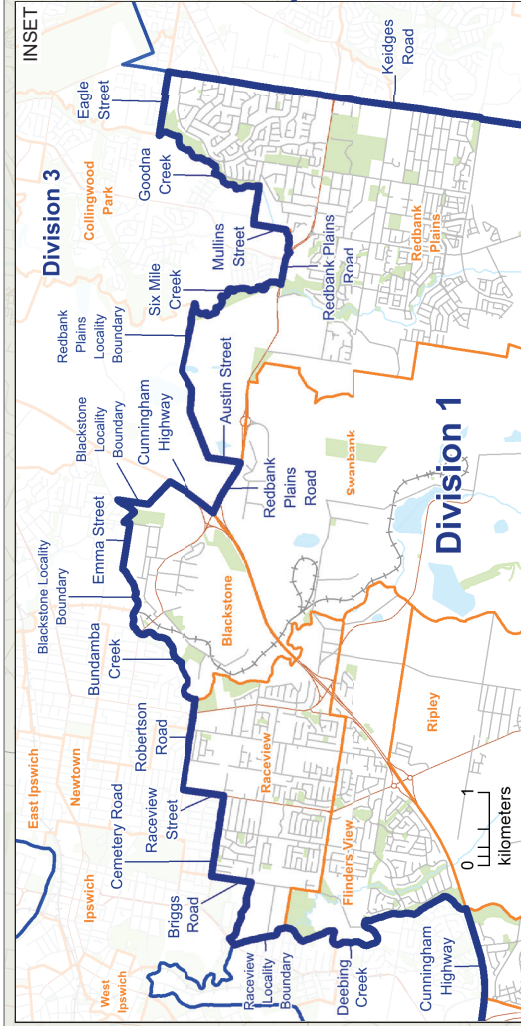 INSET
Division 3
Eagle
Street
Collingwood
Park
Goodna
Creek
Keidges
Road
Mullins
Street
Six Mile
Creek
Redbank
Plains
Locality
Boundary
Redbank Plains
Road
Redbank
Plains
Blackstone
Locality
Boundary
Cunningham
Highway
Austin Street
Redbank
Plains
Road
Swanbank
Division 1
Blackstone Locality
Boundary
Emma Street
Bundamba
Creek
Blackstone
East Ipswich
Newtown
Robertson
Road
Cemetery Road
Raceview
Street
Raceview
Ripley
Ipswich
Briggs
Road
Flinders View
West
Ipswich
Raceview
Locality
Boundary
Deebing
Creek
Cunningham
Highway
0 1
kilometers